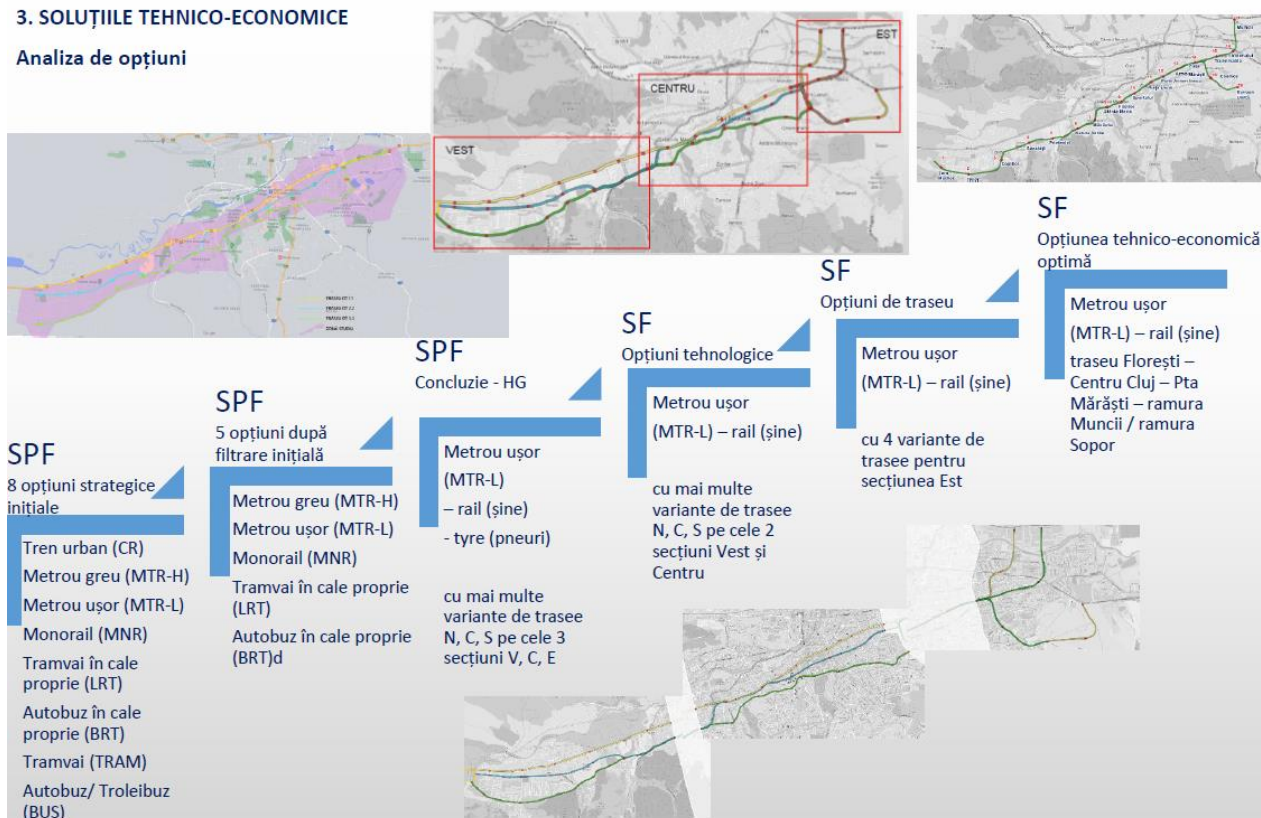 3. SOLUȚIILE TEHNICO-ECONOMICE
Analiza de opțiuni
VEST
CENTRU
EST
SPF
8 opțiuni strategice
inițiale
Tren urban (CR)
Metrou greu (MTR-H)
Metrou ușor (MTR-L)
Monorail (MNR)
Tramvai în cale
proprie (LRT)
Autobuz în cale
proprie (BRT)
Tramvai (TRAM)
Autobuz/ Troleibuz
(BUS)
SPF
5 opțiuni după
filtrare inițială
Metrou greu (MTR-H)
Metrou ușor (MTR-L)
Monorail (MNR)
Tramvai în cale proprie
(LRT)
Autobuz în cale proprie
(BRT)d
SPF
Concluzie - HG
Metrou ușor
(MTR-L)
– rail (șine)
- tyre (pneuri)
cu mai multe
variante de trasee
N, C, S pe cele 3
secțiuni V, C, E
SF
Opțiuni tehnologice
Metrou ușor
(MTR-L) – rail (șine)
cu mai multe
variante de trasee
N, C, S pe cele 2
secțiuni Vest și
Centru
SF
Opțiuni de traseu
Metrou ușor
(MTR-L) – rail (șine)
cu 4 variante de
trasee pentru
secțiunea Est
SF
Opțiunea tehnico-economică
optimă
Metrou ușor
(MTR-L) – rail (șine)
traseu Florești –
Centru Cluj – Pta
Mărăști – ramura
Muncii / ramura
Sopor